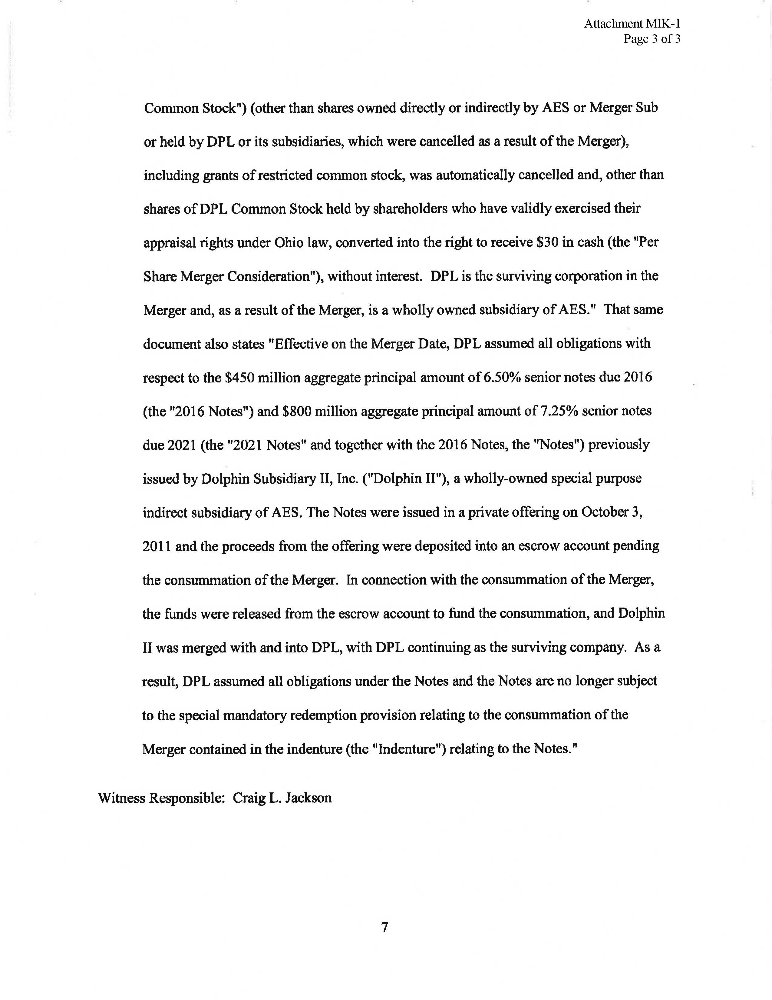 Attachment MIK-1
Page 3 of 3
Common Stock") (other than shares owned directly or indirectly by AES or Merger Sub
or held by DPL or its subsidiaries, which were cancelled as a result of the Merger),
including grants of restricted common stock, was automatically cancelled and, other than
shares of DPL Common Stock held by shareholders who have validly exercised their
appraisal rights under Ohio law, converted into the right to receive $30 in cash (the "Per
Share Merger Consideration"), without interest.  DPL is the surviving corporation in the
Merger and, as a result of the Merger, is a wholly owned subsidiary of AES."  That same
document also states "Effective on the Merger Date, DPL assumed all obligations with
respect to the $450 million aggregate principal amount of 6.50% senior notes due 2016
(the "2016 Notes") and $800 million aggregate principal amount of 7.25% senior notes
due 2021 (the "2021 Notes" and together with the 2016 Notes, the "Notes") previously
issued by Dolphin Subsidiary II, Inc. ("Dolphin II"), a wholly-owned special purpose
indirect subsidiary of AES. The Notes were issued in a private offering on October 3,
2011 and the proceeds from the offering were deposited into an escrow account pending
the consummation of the Merger.  In connection with the consummation of the Merger,
the funds were released from the escrow account to fund the consummation, and Dolphin
II was merged with and into DPL, with DPL continuing as the surviving company.  As a
result, DPL assumed all obligations under the Notes and the Notes are no longer subject
to the special mandatory redemption provision relating to the consummation of the
Merger contained in the indenture (the "Indenture") relating to the Notes."
Witness Responsible:  Craig L. Jackson
7